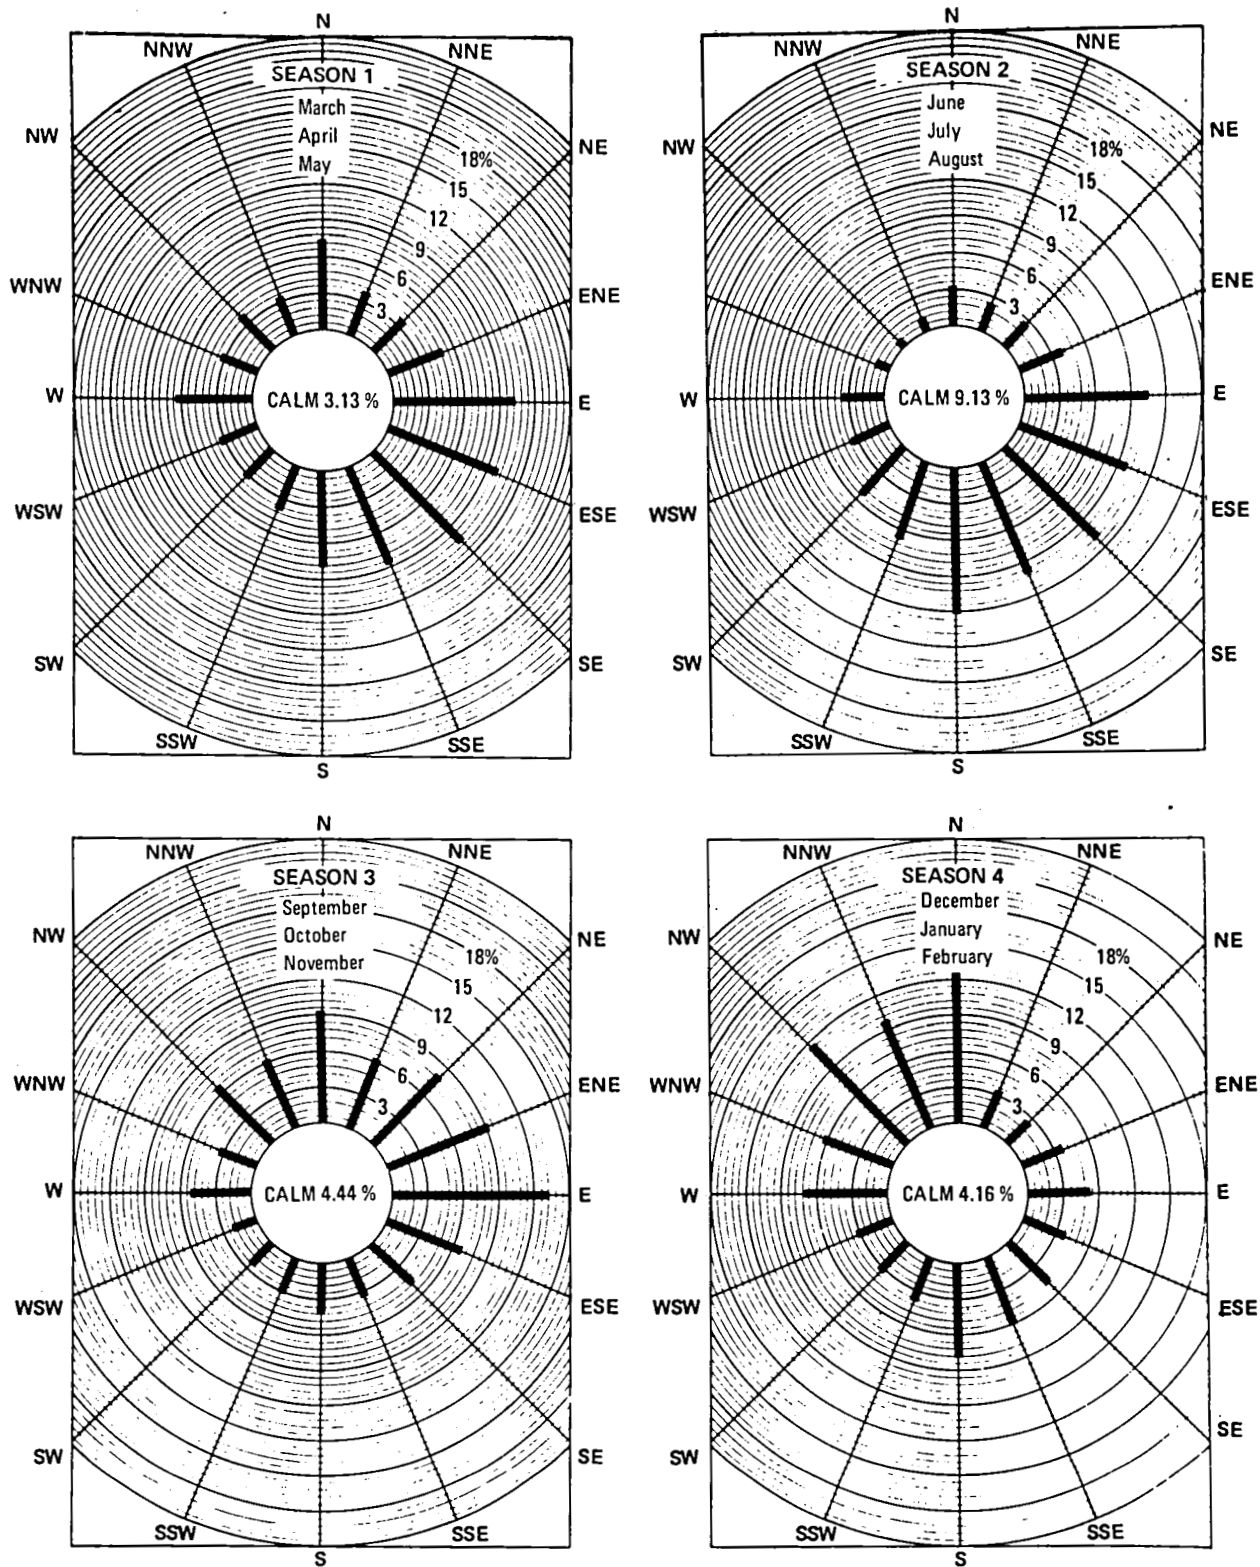 N
NNW
NNE
SEASON 1
March
April
May
NW
NE
18%
15
12
9
6
3
WNW
ENE
W
CALM 3.13 %
E
WSW
ESE
SW
SE
SSW
SSE
S
N
NNW
NNE
SEASON 2
June
July
August
NW
NE
18%
15
12
9
6
3
ENE
W
CALM 9.13 %
E
WSW
ESE
SW
SE
SSW
SSE
S
N
NNW
NNE
SEASON 3
September
October
November
NW
NE
18%
15
12
9
6
3
WNW
ENE
W
CALM 4.44 %
E
WSW
ESE
SW
SE
SSW
SSE
S
N
NNW
NNE
SEASON 4
December
January
February
NW
NE
18%
15
12
9
6
3
WNW
ENE
W
CALM 4.16 %
E
WSW
ESE
SW
SE
SSW
SSE
S